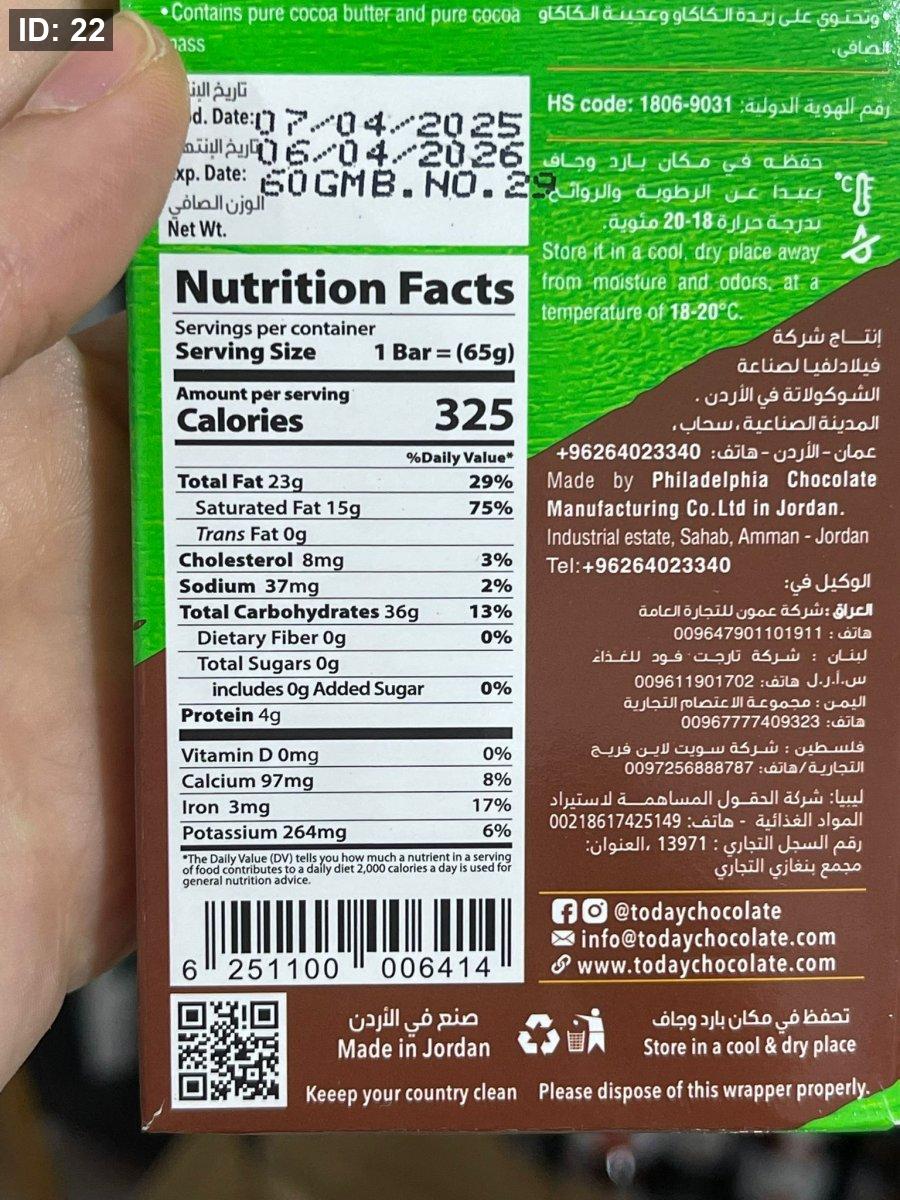 ID: 22
• Contains pure cocoa butter and pure cocoa
mass
وتحتوي على زبدة الكاكاو وعجينة الكاكاو
الصافي.
تاريخ
d. Date: 07/04/2025
تاريخ
xp. Date: 06/04/2026
60GM B.NO.29
الوزن الصافي
Net Wt.
HS code: 1806-9031 رقم الهوية الدولية:
حفظه في مكان بارد وجاف
بعيدا عن الرطوبة والروائح
بدرجة حرارة 18-20 مئوية.
°C
Store it in a cool, dry place away
from moisture and odors, at a
temperature of 18-20°C.
Nutrition Facts
Servings per container
Serving Size 1 Bar = (65g)
Amount per serving
Calories 325
%Daily Value*
Total Fat 23g 29%
Saturated Fat 15g 75%
Trans Fat 0g
Cholesterol 8mg 3%
Sodium 37mg 2%
Total Carbohydrates 36g 13%
Dietary Fiber 0g 0%
Total Sugars 0g
includes 0g Added Sugar 0%
Protein 4g
Vitamin D 0mg 0%
Calcium 97mg 8%
Iron 3mg 17%
Potassium 264mg 6%
*The Daily Value (DV) tells you how much a nutrient in a serving
of food contributes to a daily diet 2,000 calories a day is used for
general nutrition advice.
6 251100 006414
إنتاج شركة
فيلادلفيا لصناعة
الشوكولاتة في الأردن .
المدينة الصناعية ، سحاب ،
عمان - الأردن - هاتف: 96264023340+
Made by Philadelphia Chocolate
Manufacturing Co.Ltd in Jordan.
Industrial estate, Sahab, Amman - Jordan
Tel:+96264023340
الوكيل في:
العراق : شركة عمون للتجارة العامة
هاتف : 009647901101911
لبنان : شركة تارجت فود للغذاء
س.أ.ر.ل هاتف: 009611901702
اليمن : مجموعة الاعتصام التجارية
هاتف: 00967777409323
فلسطين : شركة سويت لاين فريج
التجارية/هاتف: 0097256888787
ليبيا: شركة الحقول المساهمة لاستيراد
المواد الغذائية - هاتف: 00218617425149
رقم السجل التجاري : 13971 ،العنوان:
مجمع بنغازي التجاري
@todaychocolate
info@todaychocolate.com
www.todaychocolate.com
صنع في الأردن
Made in Jordan
تحفظ في مكان بارد وجاف
Store in a cool & dry place
Keeep your country clean Please dispose of this wrapper properly.